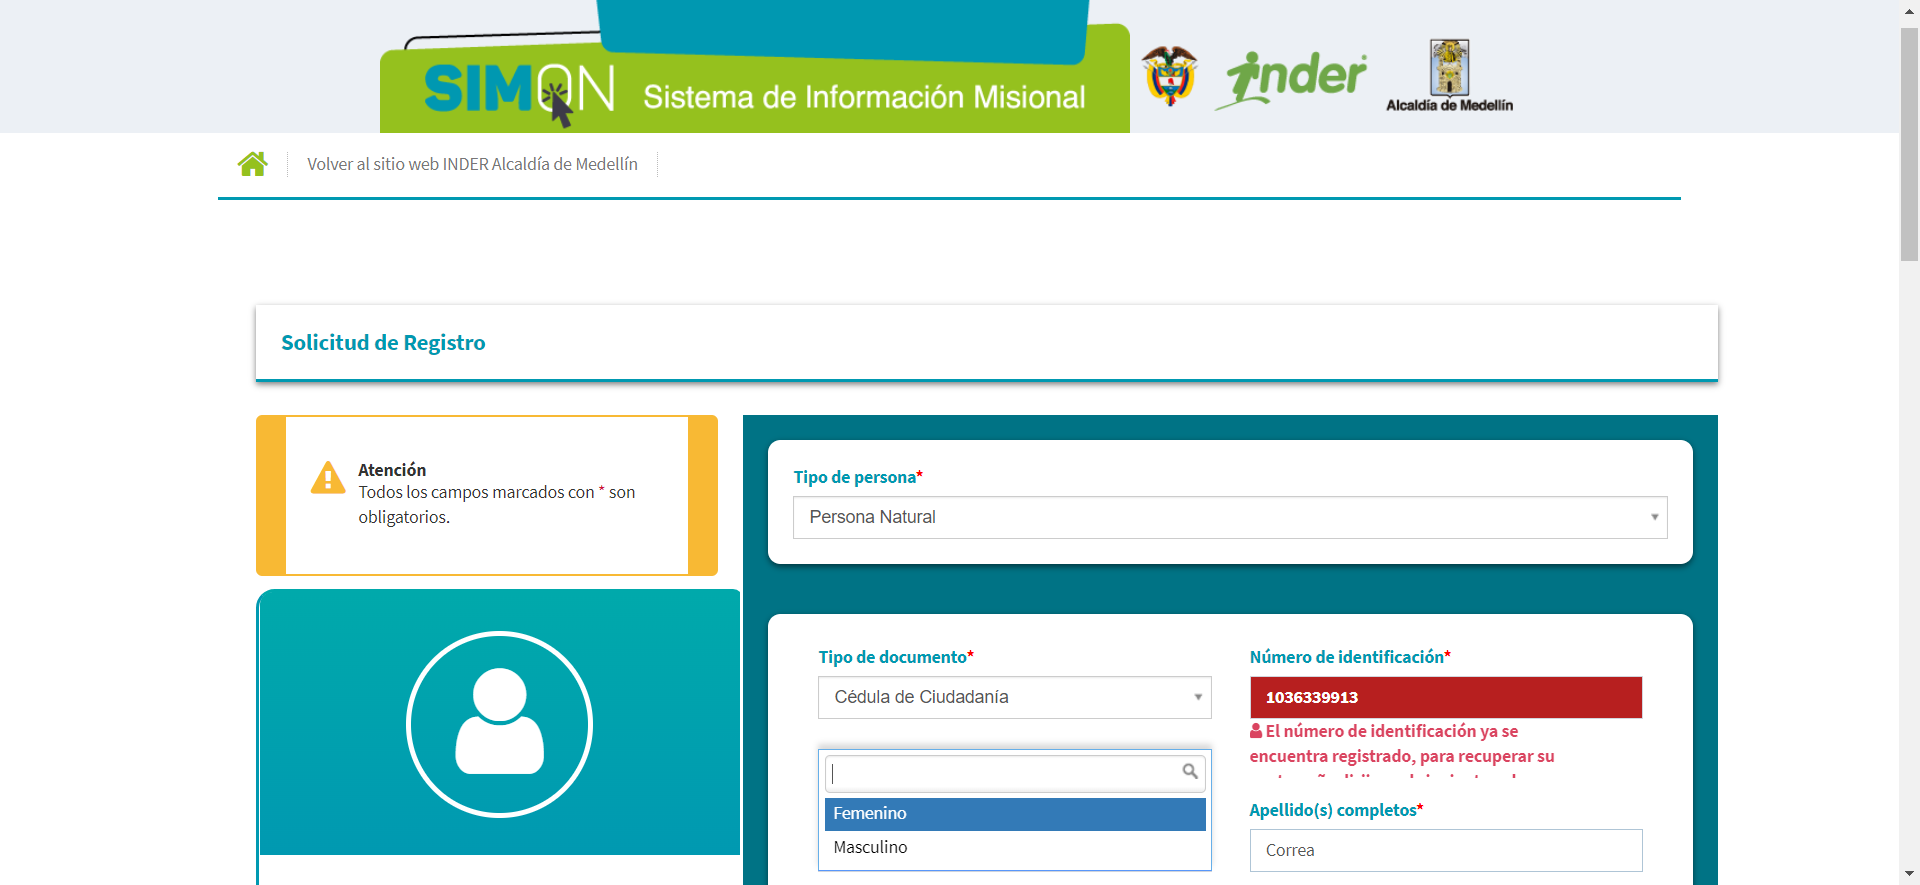 SIMON Sistema de Información Misional
inder
Alcaldía de Medellín
Volver al sitio web INDER Alcaldía de Medellín
Solicitud de Registro
Atención
Todos los campos marcados con * son
obligatorios.
Tipo de persona*
Persona Natural
Tipo de documento*
Cédula de Ciudadanía
Número de identificación*
1036339913
El número de identificación ya se
encuentra registrado, para recuperar su
Femenino
Masculino
Apellido(s) completos*
Correa